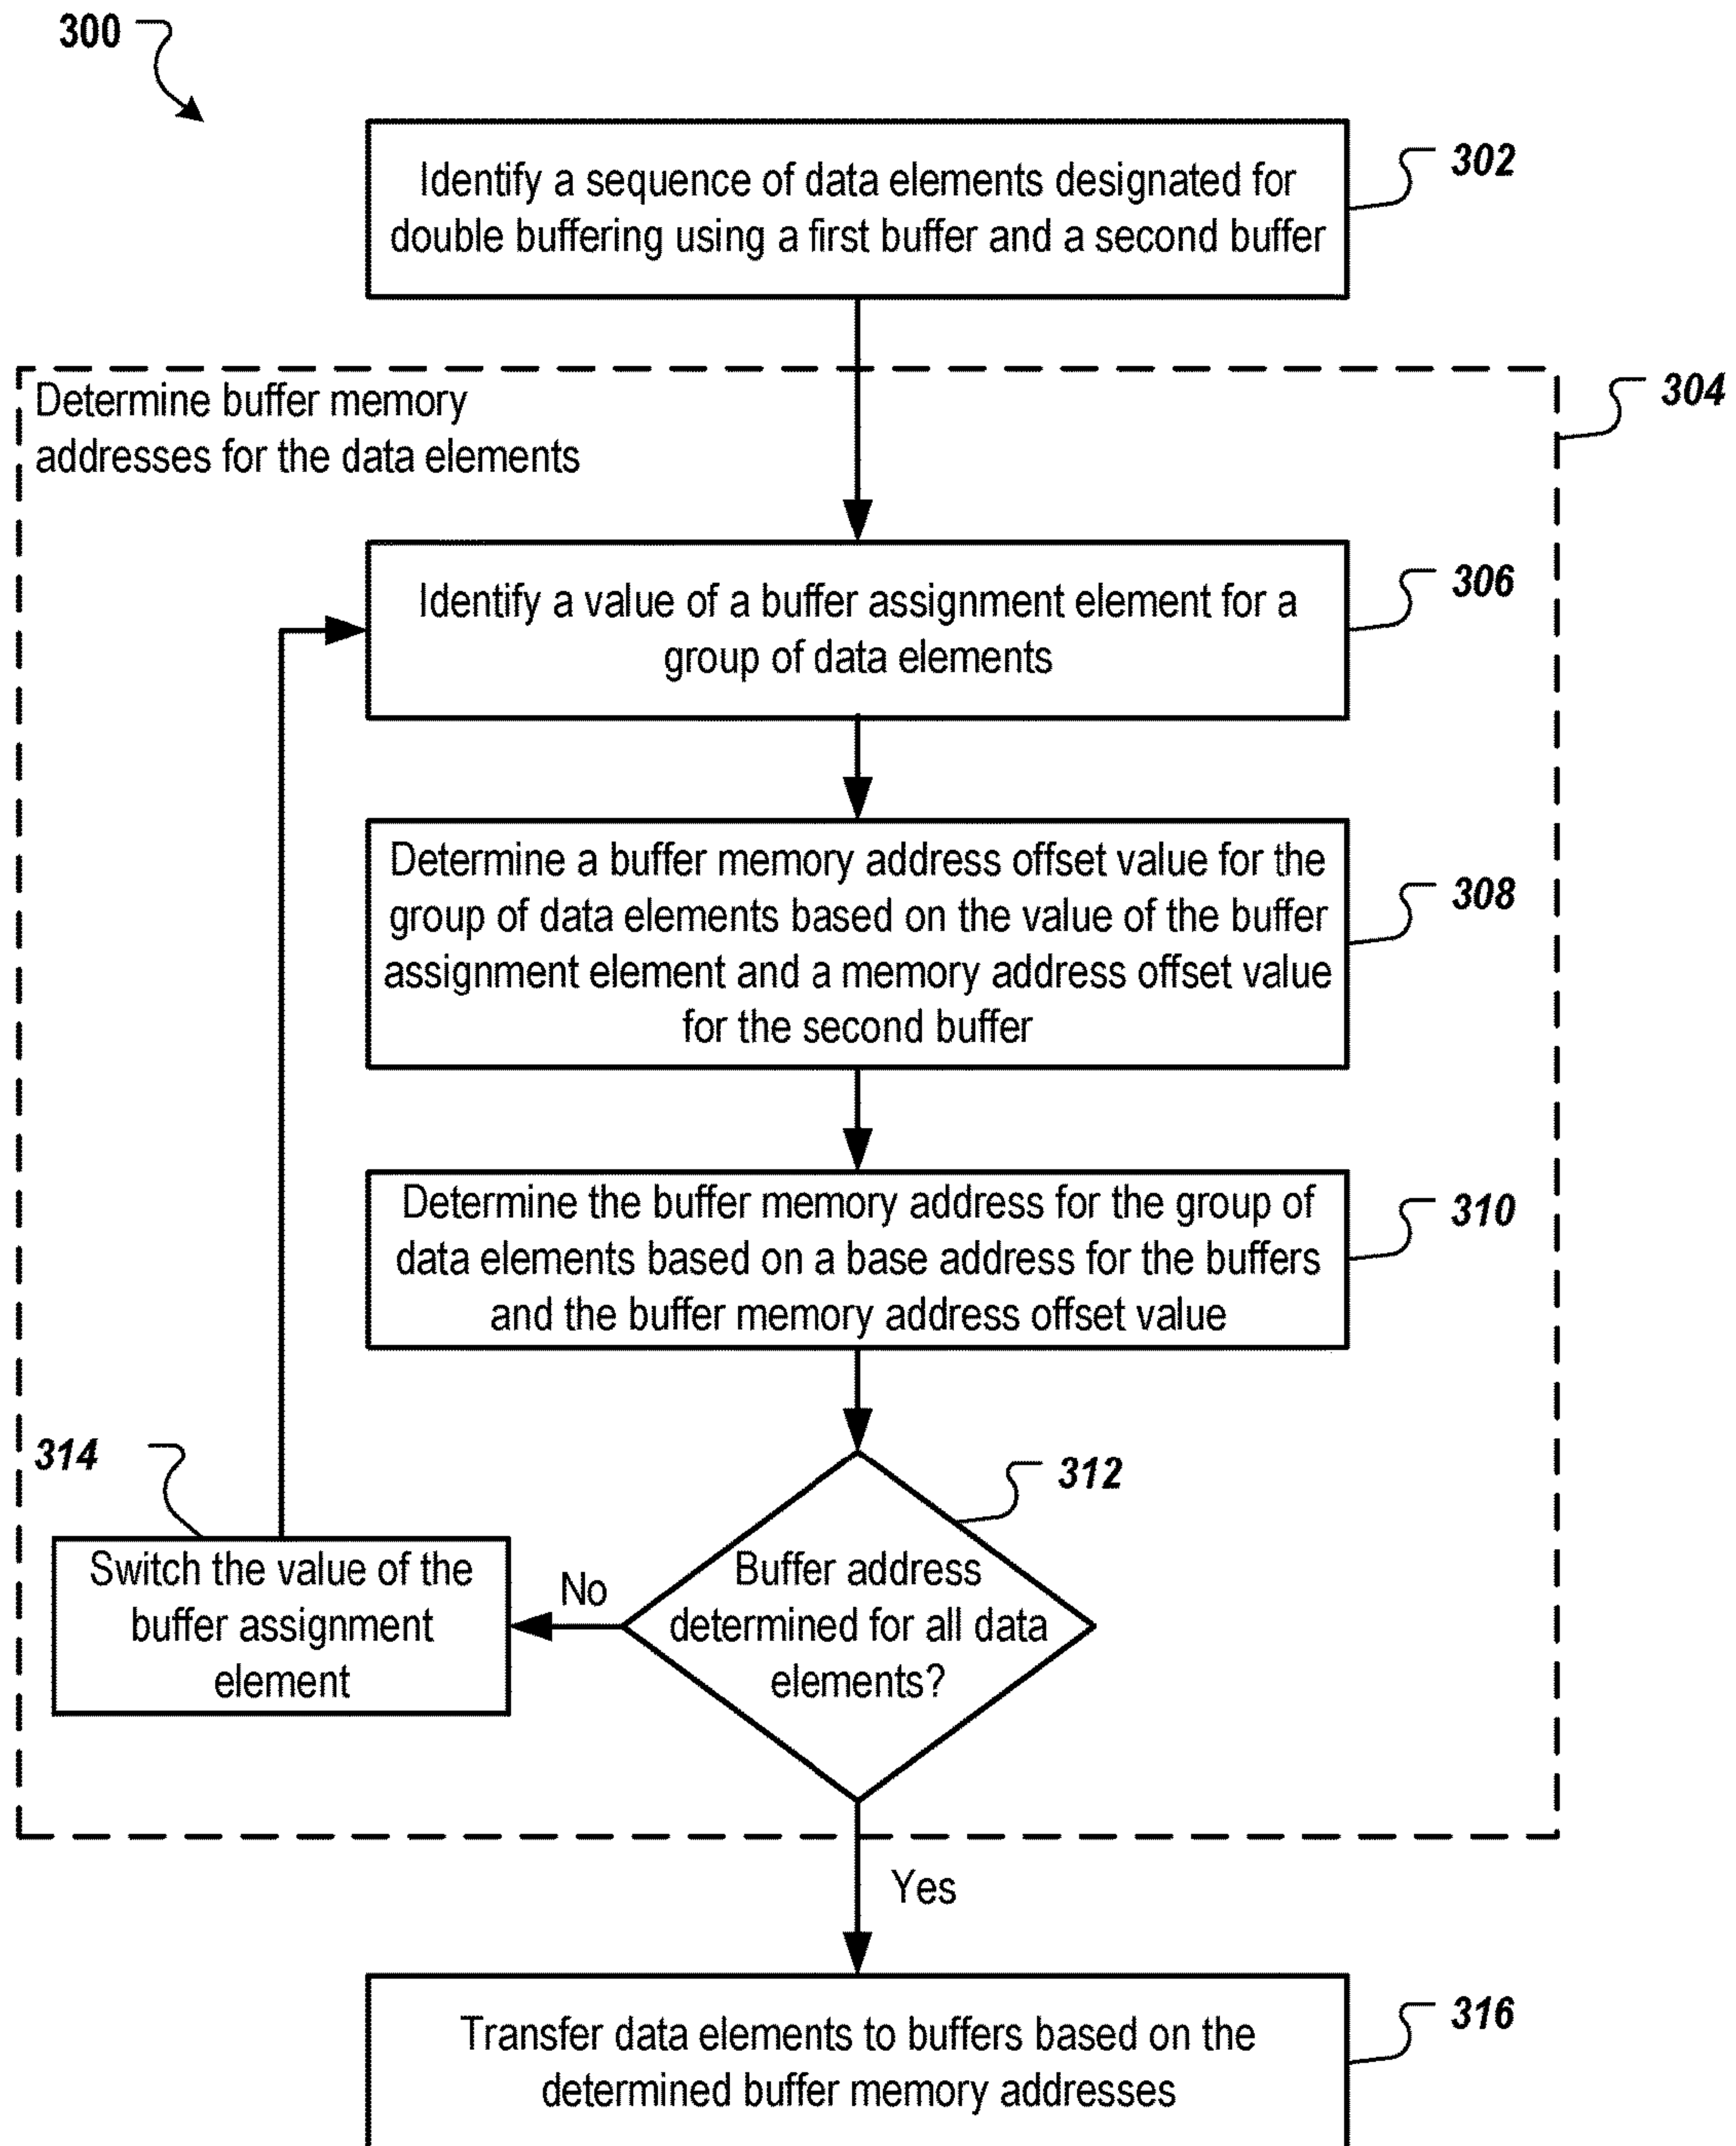 300
Identify a sequence of data elements designated for
double buffering using a first buffer and a second buffer
302
Determine buffer memory
addresses for the data elements
304
Identify a value of a buffer assignment element for a
group of data elements
306
Determine a buffer memory address offset value for the
group of data elements based on the value of the buffer
assignment element and a memory address offset value
for the second buffer
308
Determine the buffer memory address for the group of
data elements based on a base address for the buffers
and the buffer memory address offset value
310
314
312
Switch the value of the
buffer assignment
element
No
Buffer address
determined for all data
elements?
Yes
Transfer data elements to buffers based on the
determined buffer memory addresses
316